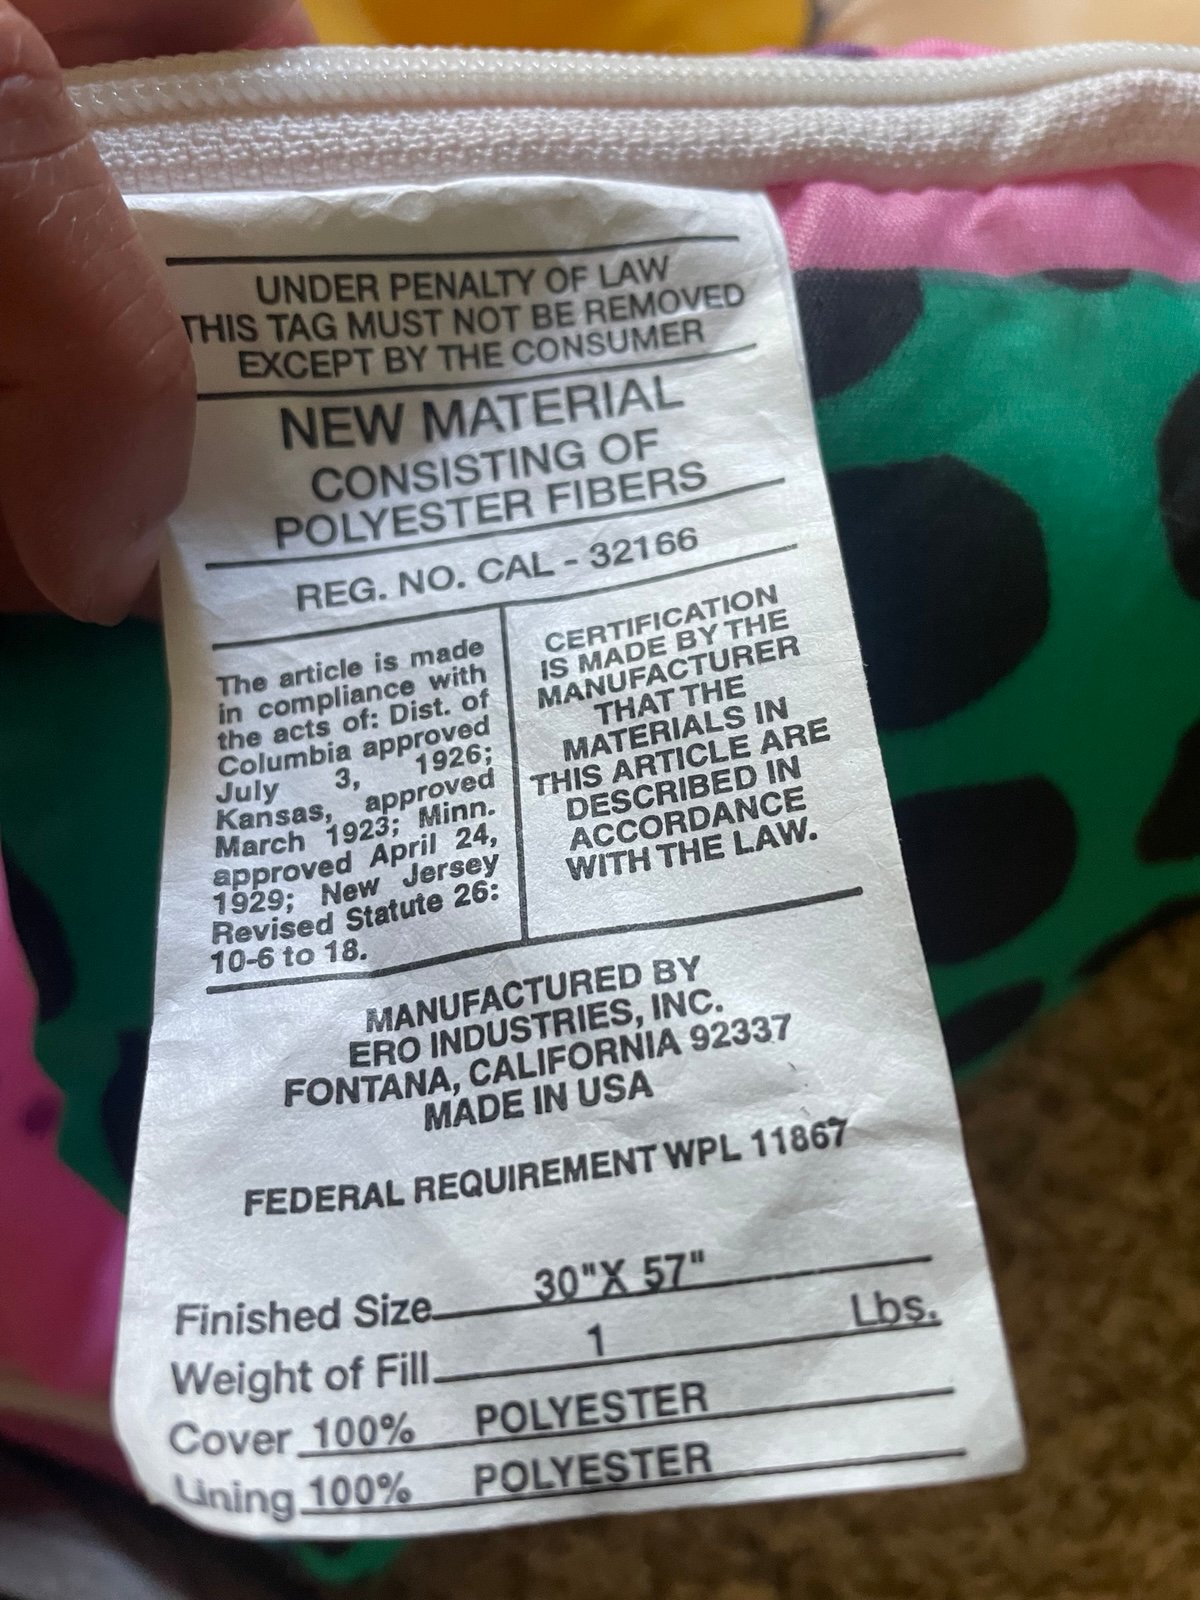 UNDER PENALTY OF LAW
THIS TAG MUST NOT BE REMOVED
EXCEPT BY THE CONSUMER
NEW MATERIAL
CONSISTING OF
POLYESTER FIBERS
REG. NO. CAL - 32166
The article is made
in compliance with
the acts of: Dist. of
Columbia approved
July 3, 1926;
Kansas, approved
March 1923; Minn.
approved April 24,
1929; New Jersey
Revised Statute 26:
10-6 to 18.
CERTIFICATION
IS MADE BY THE
MANUFACTURER
THAT THE
MATERIALS IN
THIS ARTICLE ARE
DESCRIBED IN
ACCORDANCE
WITH THE LAW.
MANUFACTURED BY
ERO INDUSTRIES, INC.
FONTANA, CALIFORNIA 92337
MADE IN USA
FEDERAL REQUIREMENT WPL 11867
Finished Size 30"X 57"
Weight of Fill 1 Lbs.
Cover 100% POLYESTER
Lining 100% POLYESTER